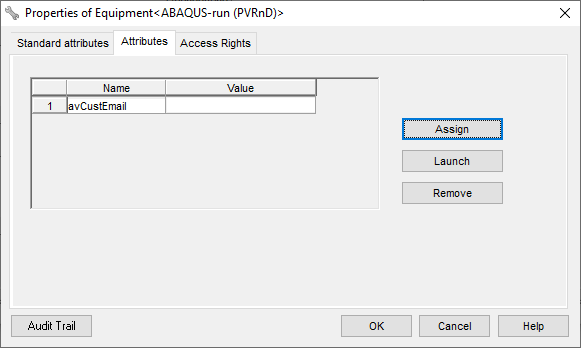 Properties of Equipment<ABAQUS-run (PVRnD)>
Standard attributes Attributes Access Rights
Name Value
1 avCustEmail
Assign
Launch
Remove
Audit Trail OK Cancel Help